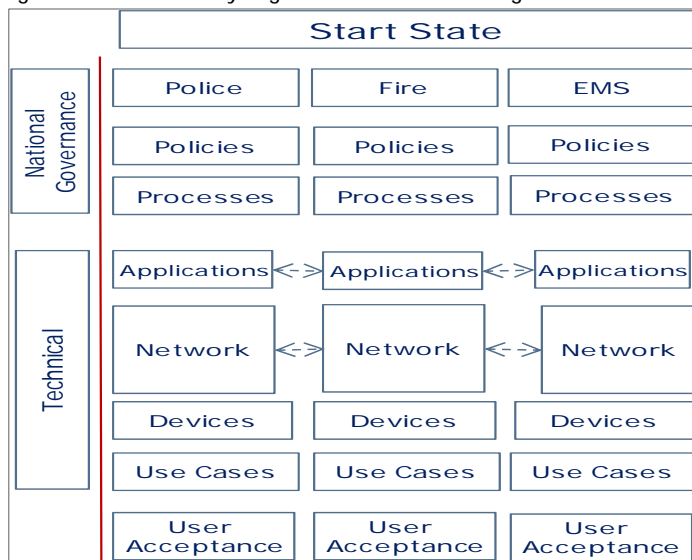 Start State
National
Governance
Police Fire EMS
Policies Policies Policies
Processes Processes Processes
Technical
Applications Applications Applications
Network Network Network
Devices Devices Devices
Use Cases Use Cases Use Cases
User User User
Acceptance Acceptance Acceptance